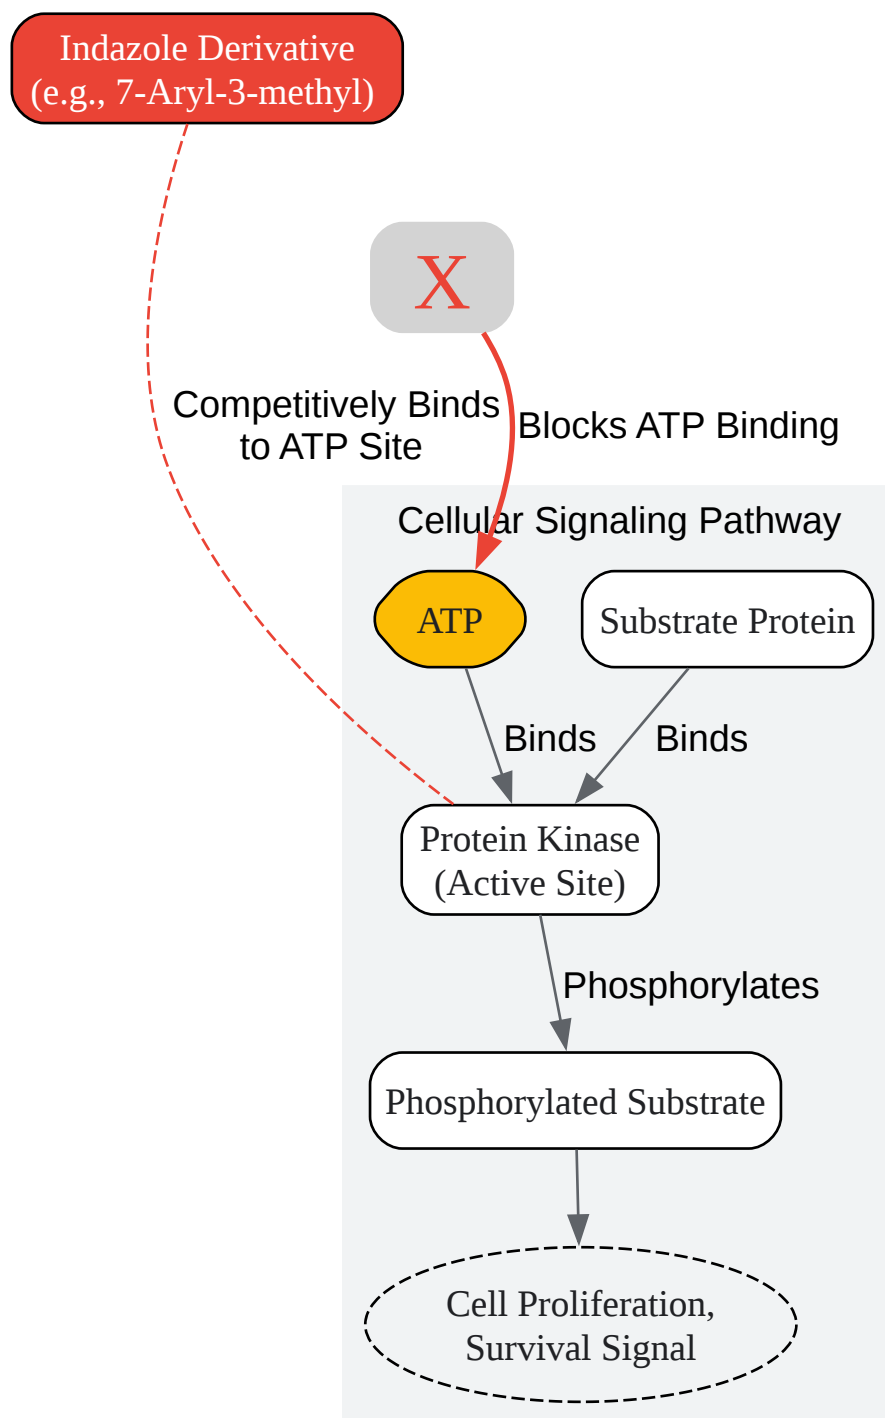 Indazole Derivative
(e.g., 7-Aryl-3-methyl)
X
Competitively Binds
to ATP Site
Blocks ATP Binding
Cellular Signaling Pathway
ATP
Substrate Protein
Binds
Binds
Protein Kinase
(Active Site)
Phosphorylates
Phosphorylated Substrate
Cell Proliferation,
Survival Signal